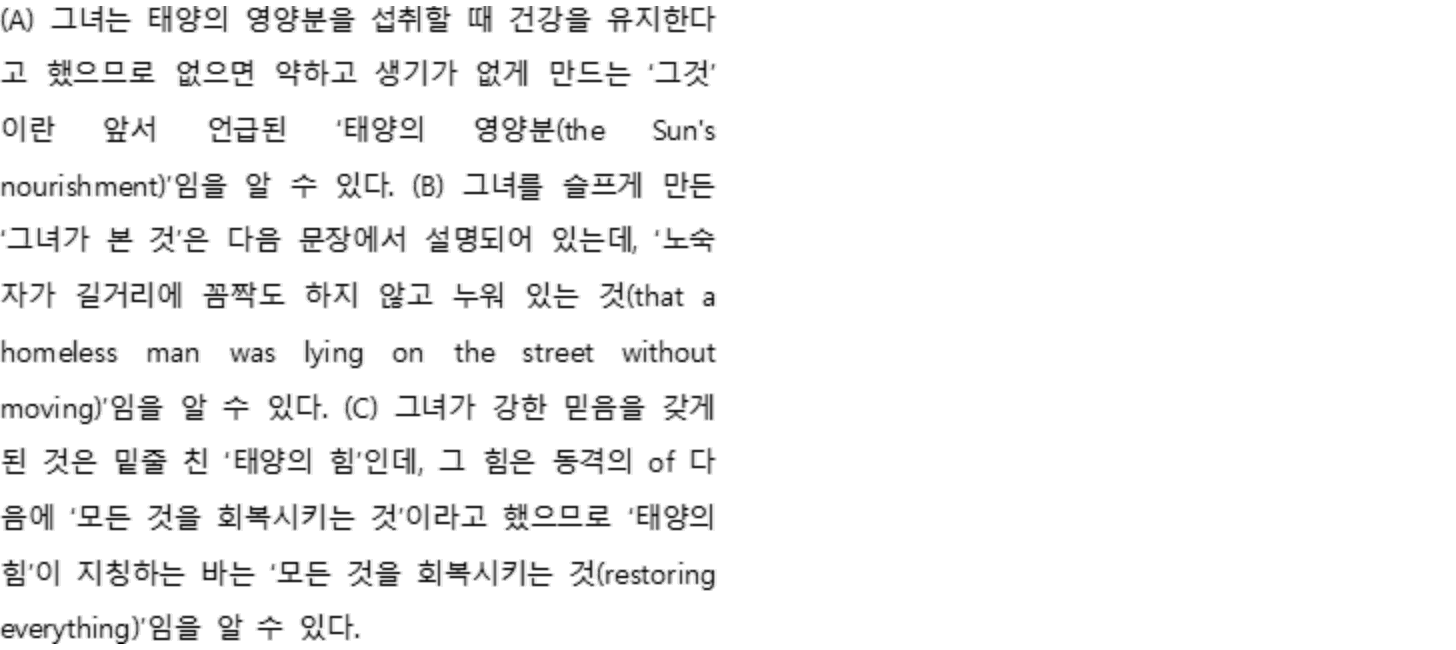 (A) 그녀는 태양의 영양분을 섭취할 때 건강을 유지한다
고 했으므로 없으면 약하고 생기가 없게 만드는 ‘그것’
이란 앞서 언급된 ‘태양의 영양분(the Sun's
nourishment)’임을 알 수 있다. (B) 그녀를 슬프게 만든
‘그녀가 본 것’은 다음 문장에서 설명되어 있는데, ‘노숙
자가 길거리에 꼼짝도 하지 않고 누워 있는 것(that a
homeless man was lying on the street without
moving)’임을 알 수 있다. (C) 그녀가 강한 믿음을 갖게
된 것은 밑줄 친 ‘태양의 힘’인데, 그 힘은 동격의 of 다
음에 ‘모든 것을 회복시키는 것’이라고 했으므로 ‘태양의
힘’이 지칭하는 바는 ‘모든 것을 회복시키는 것(restoring
everything)’임을 알 수 있다.